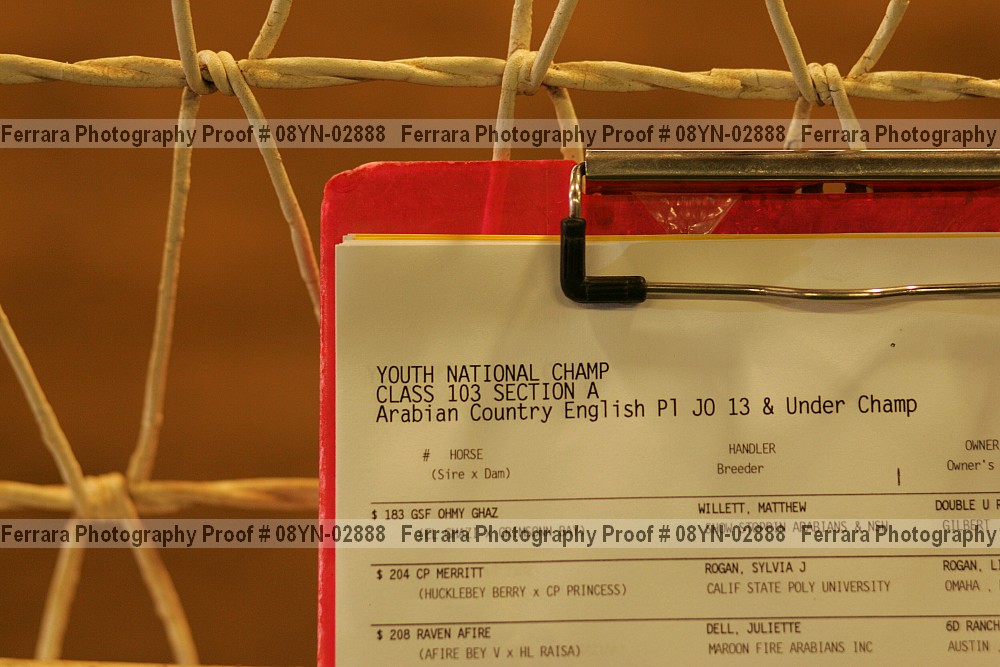 Ferrara Photography Proof # 08YN-02888 Ferrara Photography Proof # 08YN-02888 Ferrara Photography
YOUTH NATIONAL CHAMP
CLASS 103 SECTION A
Arabian Country English Pl JO 13 & Under Champ
# HORSE HANDLER OWNER
(Sire x Dam) Breeder Owner's
$ 183 GSF OHMY GHAZ WILLETT, MATTHEW DOUBLE U R
ARABIANS & GILBERT
Ferrara Photography Proof # 08YN-02888 Ferrara Photography Proof # 08YN-02888 Ferrara Photography
$ 204 CP MERRITT ROGAN, SYLVIA J ROGAN, LI
(HUCKLEBEY BERRY x CP PRINCESS) CALIF STATE POLY UNIVERSITY OMAHA ,
$ 208 RAVEN AFIRE DELL, JULIETTE 6D RANCH
(AFIRE BEY V x HL RAISA) MAROON FIRE ARABIANS INC AUSTIN